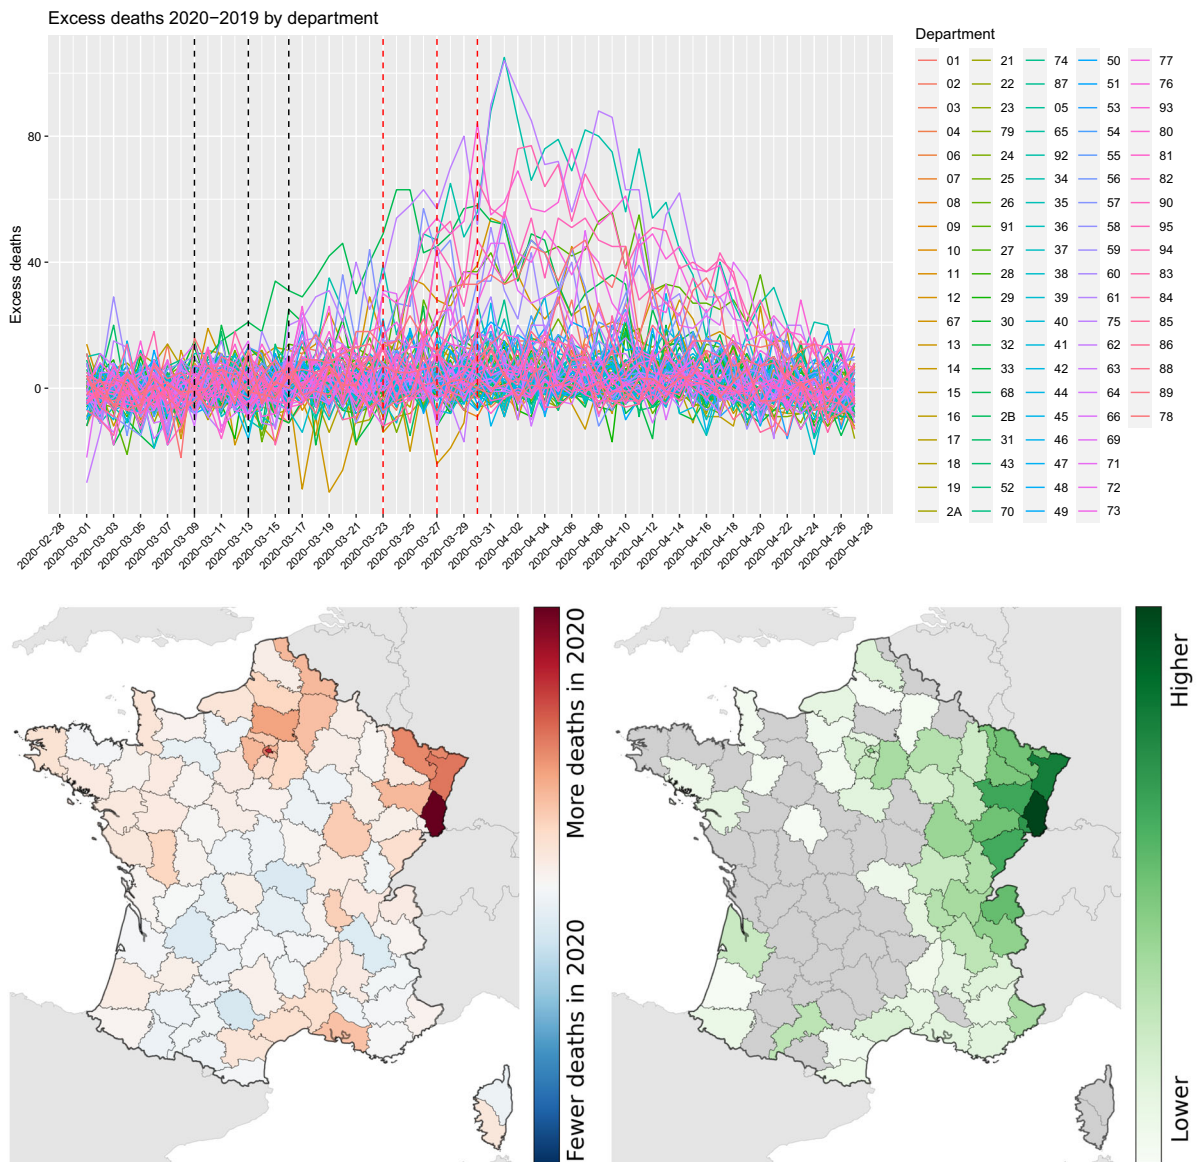 Excess deaths 2020−2019 by department
Excess deaths
80
40
0
2020-02-28
2020-03-01
2020-03-03
2020-03-05
2020-03-07
2020-03-09
2020-03-11
2020-03-13
2020-03-15
2020-03-17
2020-03-19
2020-03-21
2020-03-23
2020-03-25
2020-03-27
2020-03-29
2020-03-31
2020-04-02
2020-04-04
2020-04-06
2020-04-08
2020-04-10
2020-04-12
2020-04-14
2020-04-16
2020-04-18
2020-04-20
2020-04-22
2020-04-24
2020-04-26
2020-04-28
Department
01 21 74 50 77
02 22 87 51 76
03 23 05 53 93
04 79 65 54 80
06 24 92 55 81
07 25 34 56 82
08 26 35 57 90
09 91 36 58 95
10 27 37 59 94
11 28 38 60 83
12 29 39 61 84
67 30 40 75 85
13 32 41 62 86
14 33 42 63 88
15 68 44 64 89
16 2B 45 66 78
17 31 46 69
18 43 47 71
19 52 48 72
2A 70 49 73
More deaths in 2020
Fewer deaths in 2020
Higher
Lower